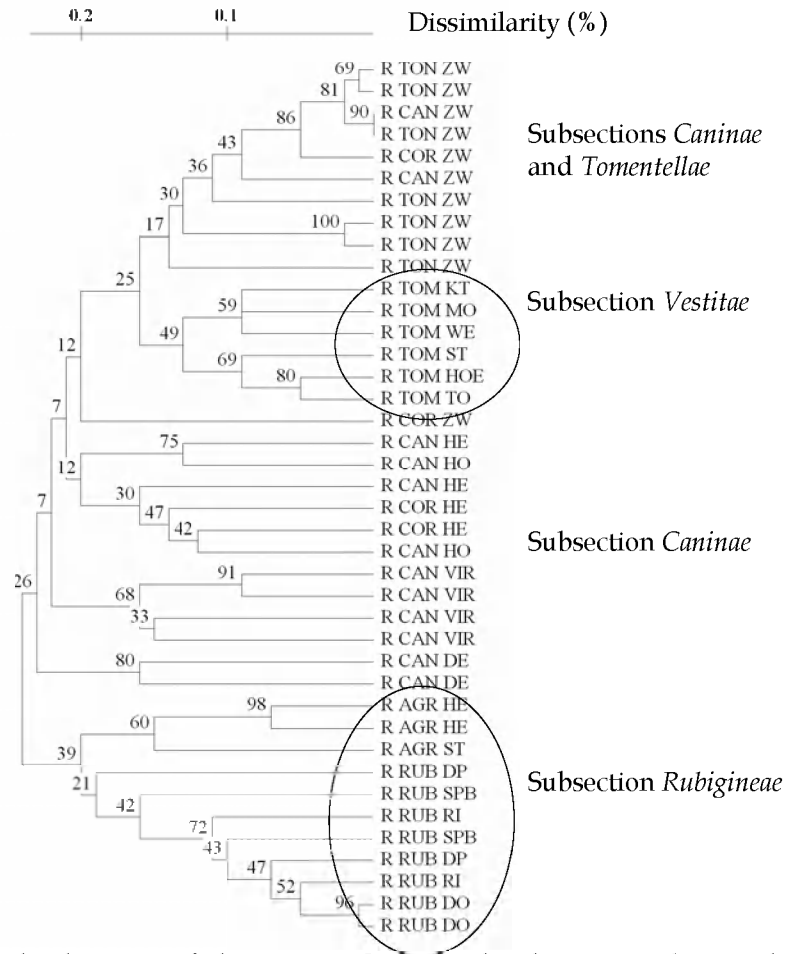 0.2 0.1 Dissimilarity (%)
69 R TON ZW
R TON ZW
81
90 R CAN ZW
86 R TON ZW
Subsections Caninae
43 R COR ZW
and Tomentellae
36 R CAN ZW
30 R TON ZW
17 100 R TON ZW
R TON ZW
R TON ZW
25 R TOM KT
59 R TOM MO
Subsection Vestitae
49 R TOM WE
12 69 R TOM ST
80 R TOM HOE
R TOM TO
7 R COR ZW
75 R CAN HE
12 R CAN HO
30 R CAN HE
7 47 R COR HE
42 R COR HE
R CAN HO
Subsection Caninae
91 R CAN VIR
26 68 R CAN VIR
33 R CAN VIR
R CAN VIR
80 R CAN DE
R CAN DE
98 R AGR HE
60 R AGR HE
39 R AGR ST
21 R RUB DP
Subsection Rubigineae
42 R RUB SPB
72 R RUB RI
43 R RUB SPB
47 R RUB DP
52 R RUB RI
96 R RUB DO
R RUB DO